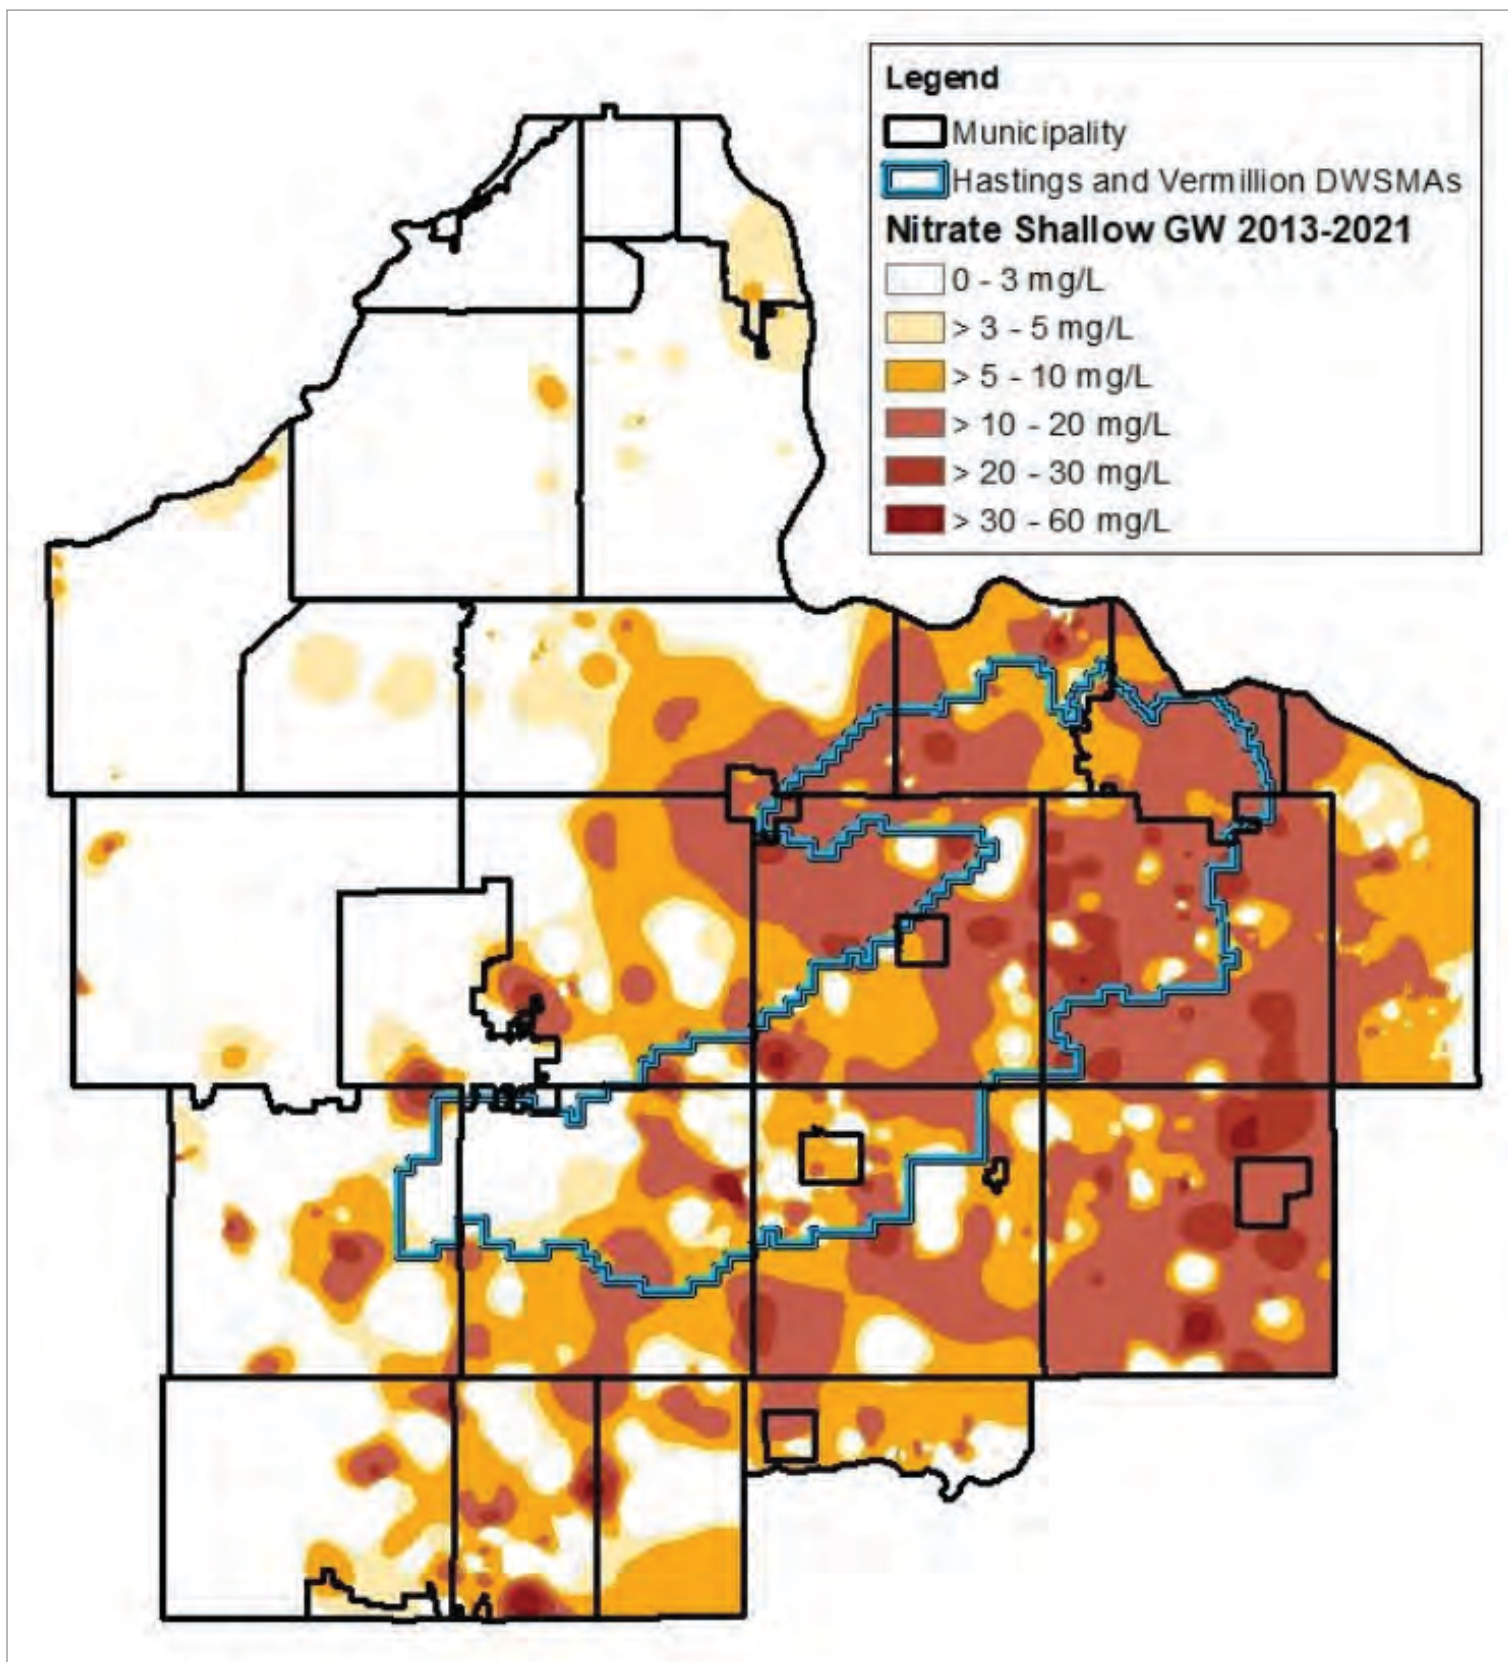 Legend
Municipality
Hastings and Vermillion DWSMAs
Nitrate Shallow GW 2013-2021
0 - 3 mg/L
> 3 - 5 mg/L
> 5 - 10 mg/L
> 10 - 20 mg/L
> 20 - 30 mg/L
> 30 - 60 mg/L